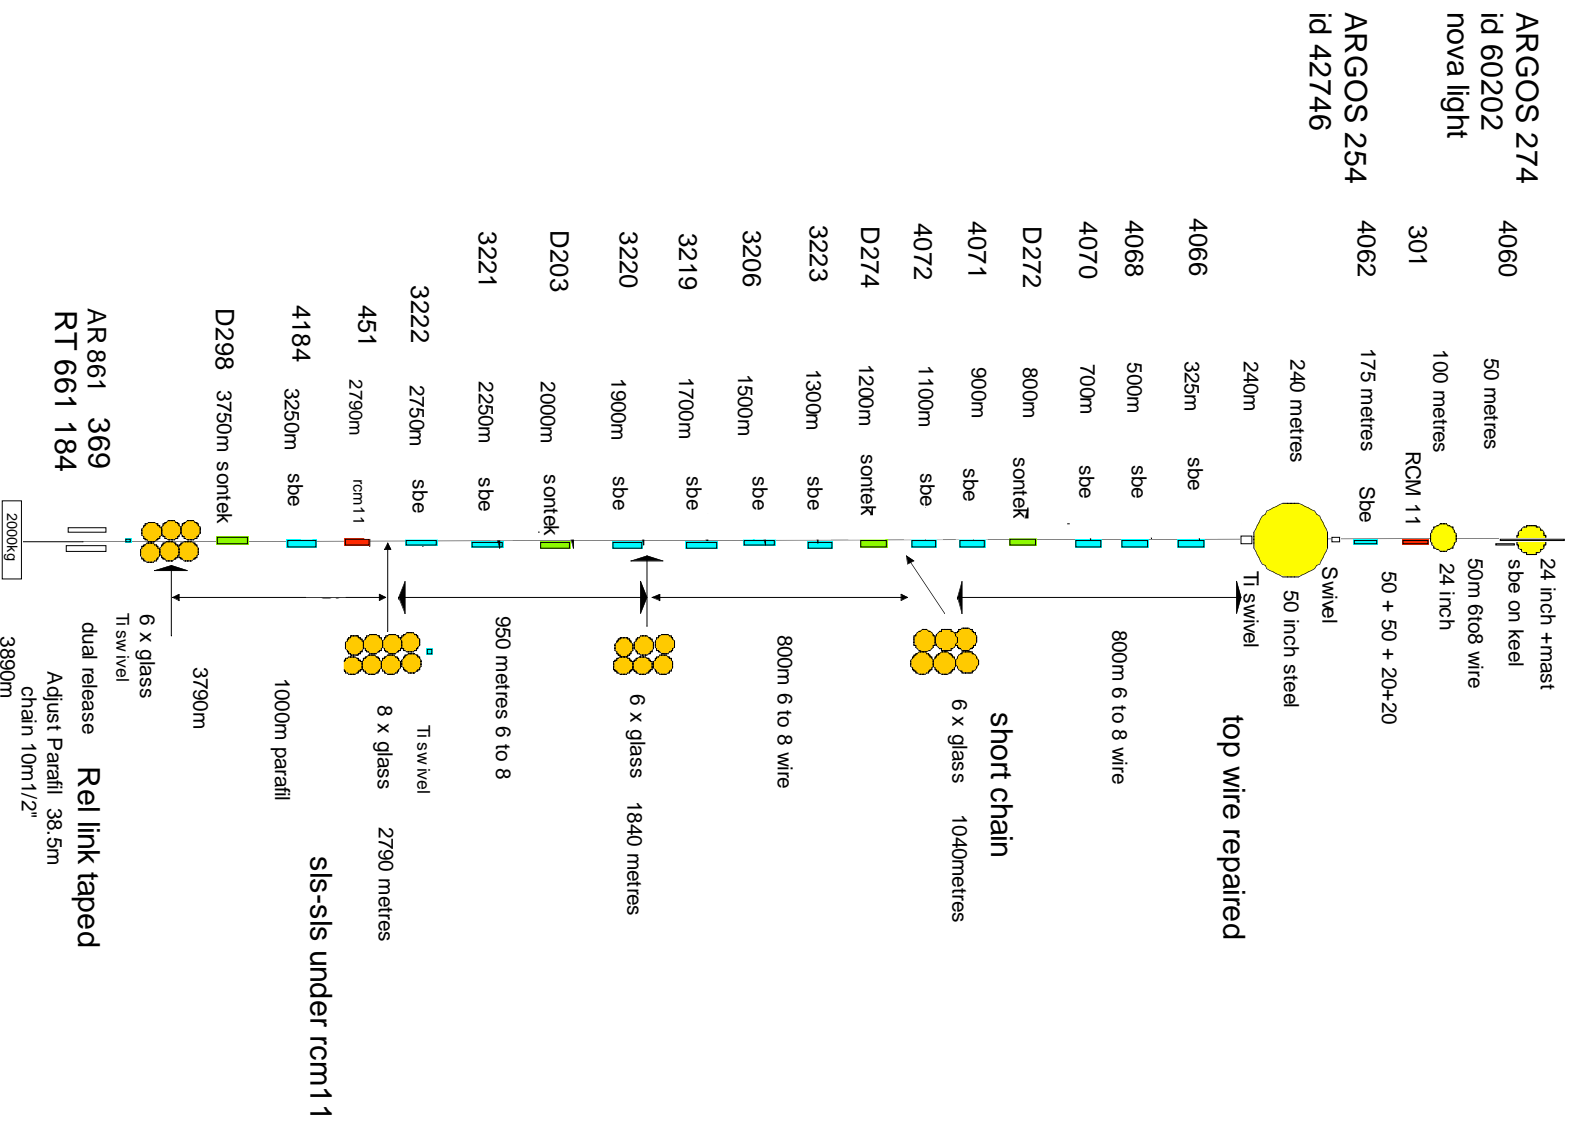 ARGOS 274
id 60202
nova light
ARGOS 254
id 42746
4060
50 metres
24 inch +mast
sbe on keel
50m 6to8 wire
301
100 metres
RCM 11
24 inch
4062
175 metres
Sbe
50 + 50 + 20+20
Swivel
240 metres
50 inch steel
240m
Ti swivel
top wire repaired
4066
325m
sbe
4068
500m
sbe
4070
700m
sbe
800m 6 to 8 wire
D272
800m
sontek
short chain
4071
900m
sbe
6 x glass
1040metres
4072
1100m
sbe
D274
1200m
sontek
3223
1300m
sbe
800m 6 to 8 wire
3206
1500m
sbe
3219
1700m
sbe
3220
1900m
sbe
6 x glass
1840 metres
D203
2000m
sontek
3221
2250m
sbe
950 metres 6 to 8
3222
2750m
sbe
Ti swivel
451
2790m
rcm11
8 x glass
2790 metres
sls-sls under rcm11
4184
3250m
sbe
1000m parafil
D298
3750m
sontek
3790m
6 x glass
Ti swivel
AR 861 369
RT 661 184
dual release
Rel link taped
Adjust Parafil 38.5m
chain 10m1/2"
2000kg
3890m